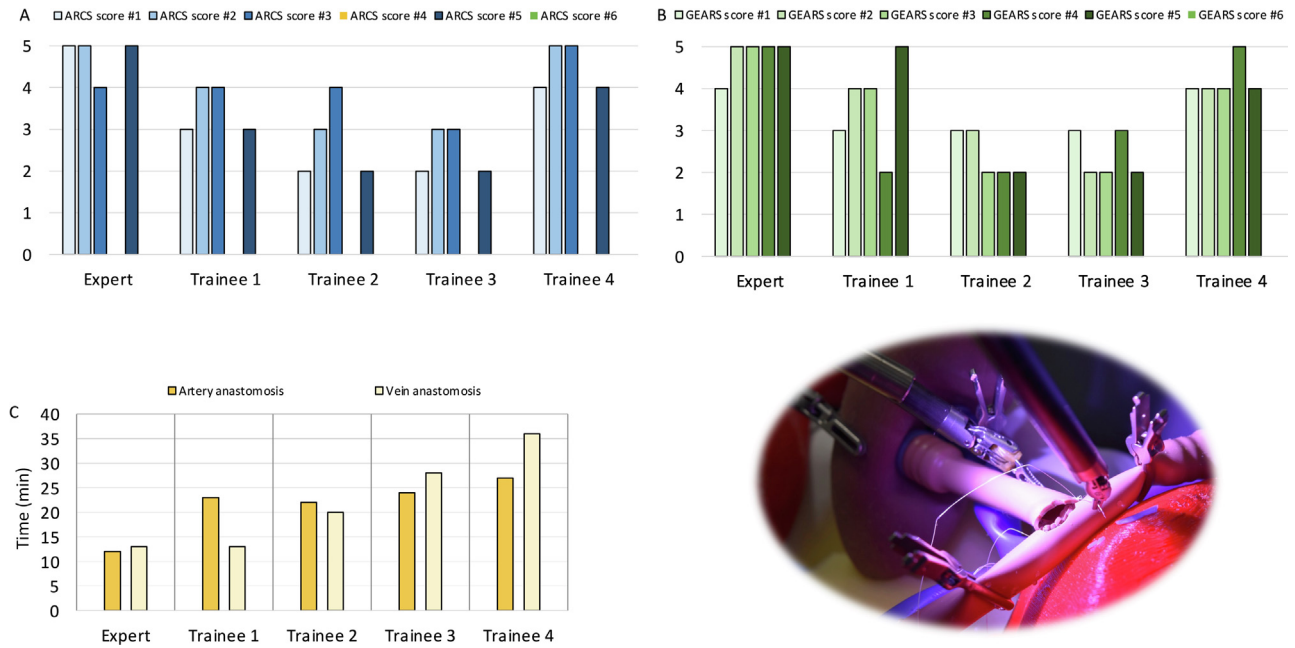 A
ARCS score #1 ARCS score #2 ARCS score #3 ARCS score #4 ARCS score #5 ARCS score #6
5
4
3
2
1
0
Expert Trainee 1 Trainee 2 Trainee 3 Trainee 4
B
GEARS score #1 GEARS score #2 GEARS score #3 GEARS score #4 GEARS score #5 GEARS score #6
5
4
3
2
1
0
Expert Trainee 1 Trainee 2 Trainee 3 Trainee 4
C
Artery anastomosis Vein anastomosis
Time (min)
40
35
30
25
20
15
10
5
0
Expert Trainee 1 Trainee 2 Trainee 3 Trainee 4